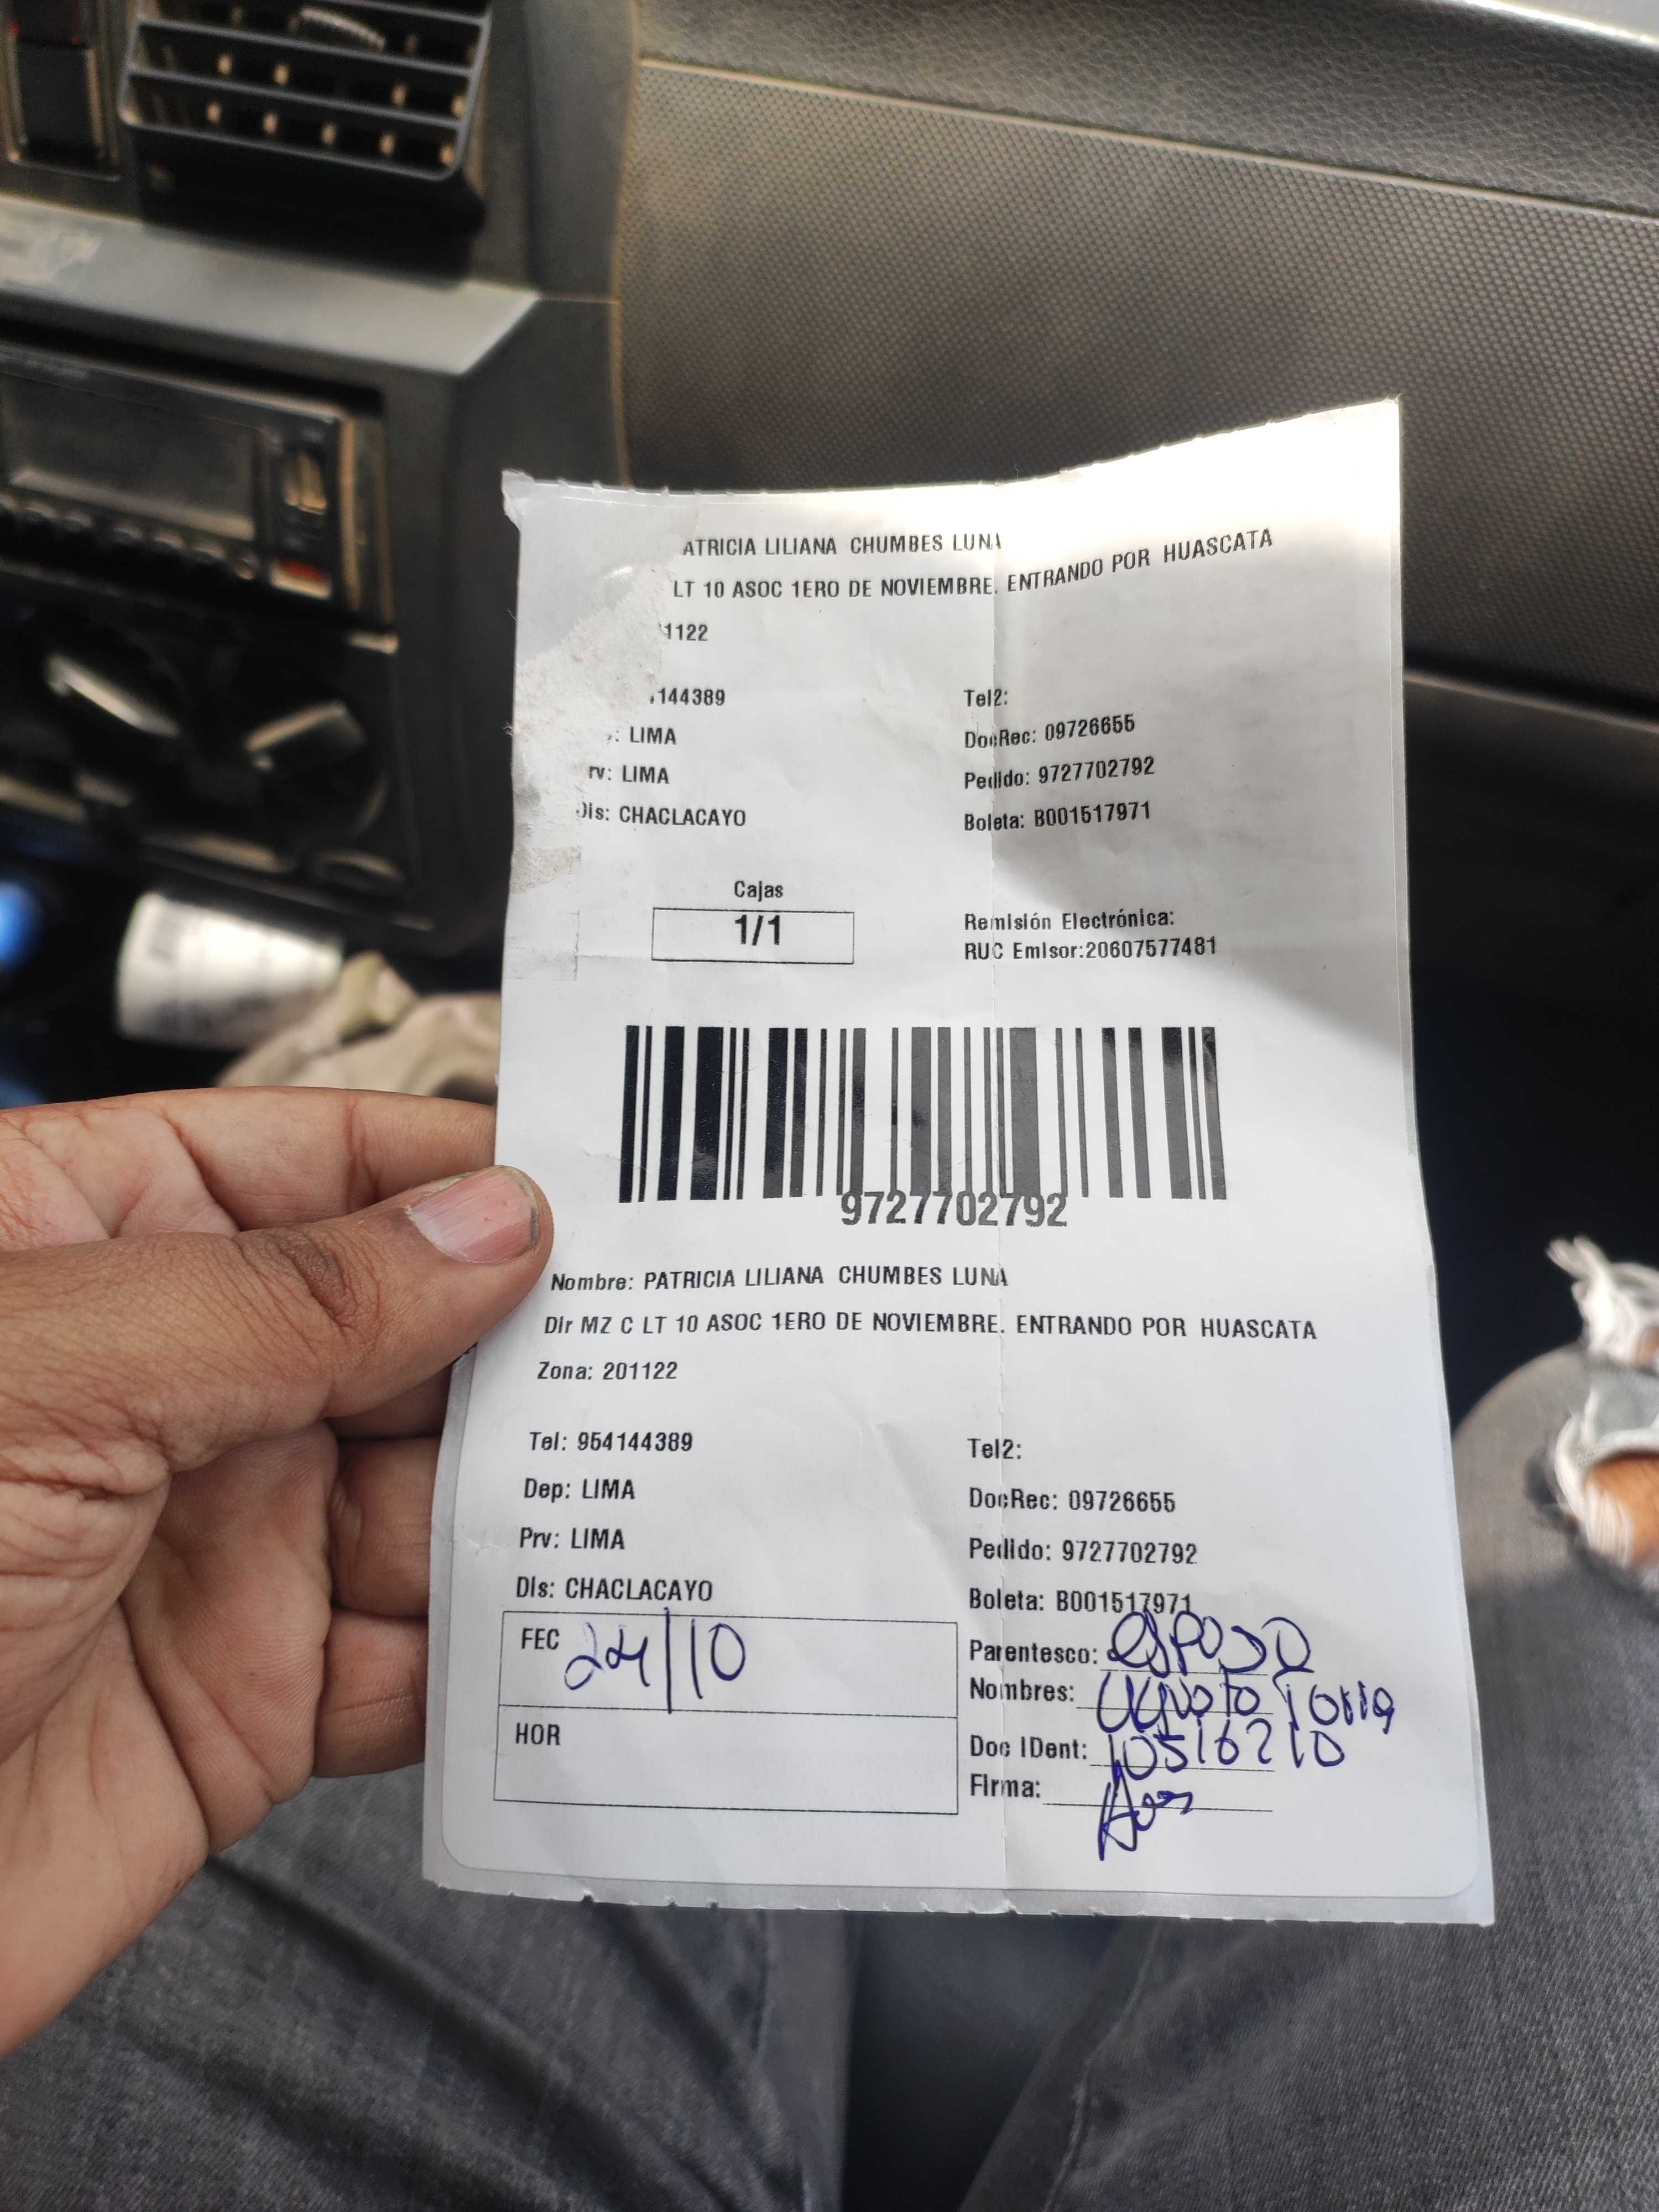 ATRICIA LILIANA CHUMBES LUNA
LT 10 ASOC 1ERO DE NOVIEMBRE. ENTRANDO POR HUASCATA
1122
144389 Tel2:
: LIMA DocRec: 09726655
rv: LIMA Pedido: 9727702792
Dis: CHACLACAYO Boleta: B001517971
Cajas
1/1
Remisión Electrónica:
RUC Emisor:20607577481
9727702792
Nombre: PATRICIA LILIANA CHUMBES LUNA
Dir MZ C LT 10 ASOC 1ERO DE NOVIEMBRE. ENTRANDO POR HUASCATA
Zona: 201122
Tel: 954144389 Tel2:
Dep: LIMA DocRec: 09726655
Prv: LIMA Pedido: 9727702792
Dis: CHACLACAYO Boleta: B001517971
FEC 24/10 Parentesco: esposo
Nombres:
HOR Doc IDent: 10516210
Firma: